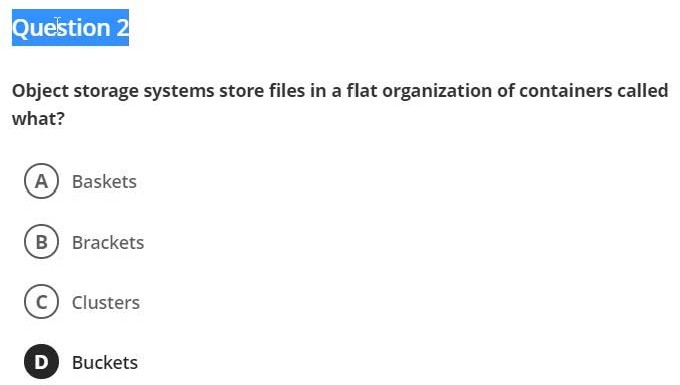 Question 2
Object storage systems store files in a flat organization of containers called
what?
A Baskets
B Brackets
C Clusters
D Buckets